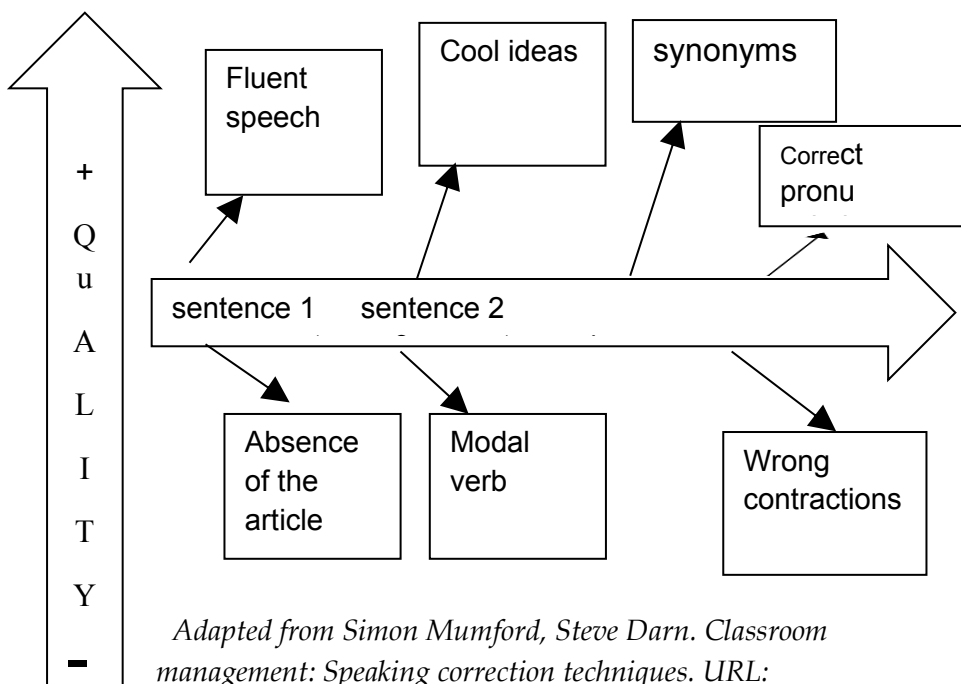 Fluent
speech
Cool ideas
synonyms
Correct
pronu
+
Q
u
A
L
I
T
Y
-
sentence 1 sentence 2
Absence
of the
article
Modal
verb
Wrong
contractions
Adapted from Simon Mumford, Steve Darn. Classroom
management: Speaking correction techniques. URL: